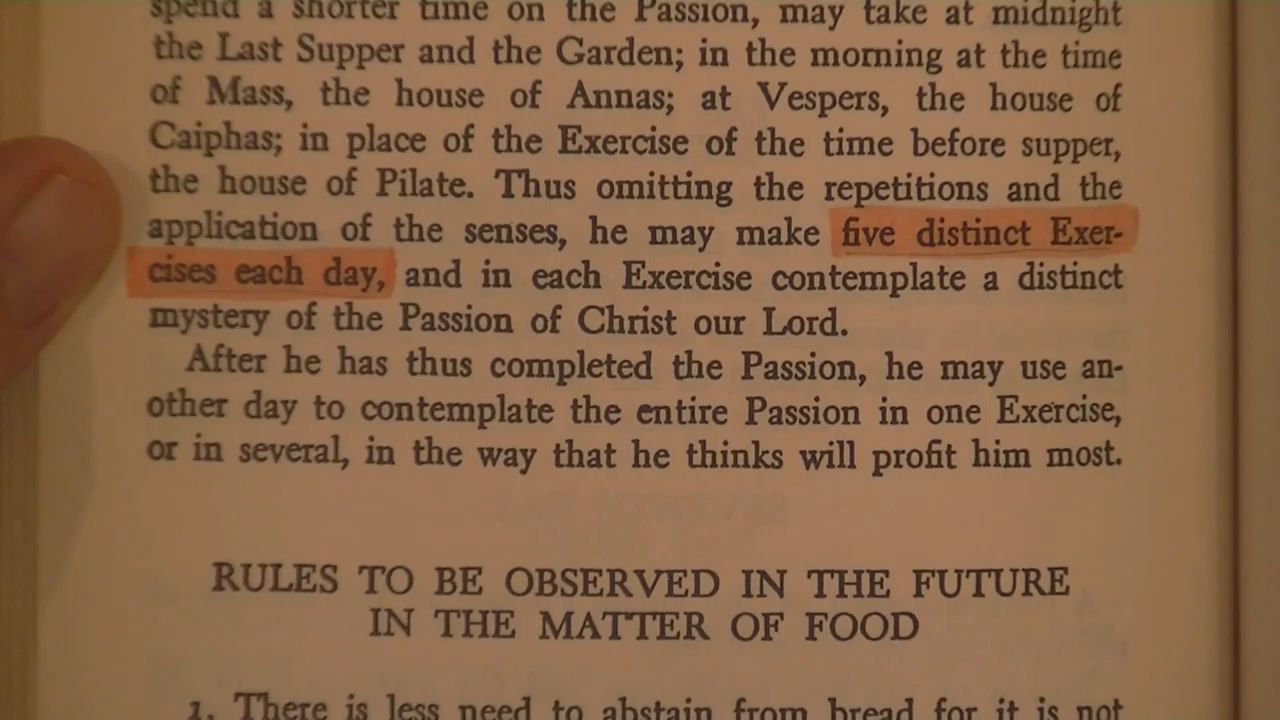 spend a shorter time on the Passion, may take at midnight
the Last Supper and the Garden; in the morning at the time
of Mass, the house of Annas; at Vespers, the house of
Caiphas; in place of the Exercise of the time before supper,
the house of Pilate. Thus omitting the repetitions and the
application of the senses, he may make five distinct Exer-
cises each day, and in each Exercise contemplate a distinct
mystery of the Passion of Christ our Lord.
After he has thus completed the Passion, he may use an-
other day to contemplate the entire Passion in one Exercise,
or in several, in the way that he thinks will profit him most.
RULES TO BE OBSERVED IN THE FUTURE
IN THE MATTER OF FOOD
1. There is less need to abstain from bread for it is not